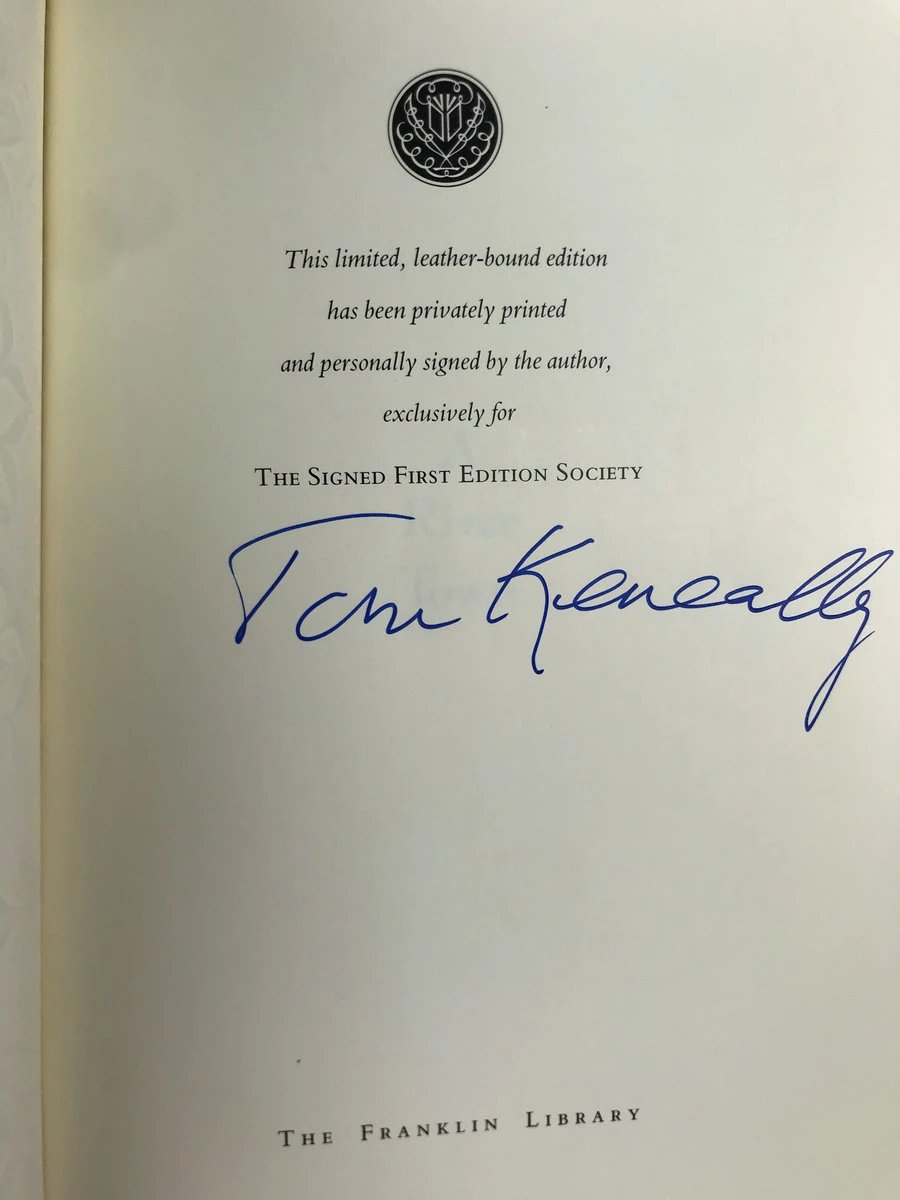 This limited, leather-bound edition
has been privately printed
and personally signed by the author,
exclusively for
THE SIGNED FIRST EDITION SOCIETY
Tom Keneally
THE FRANKLIN LIBRARY